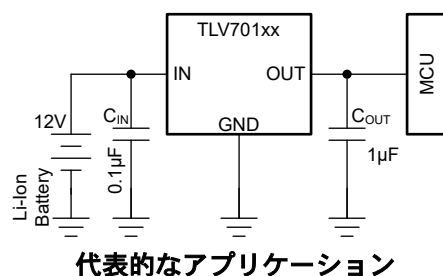 TLV701xx
IN
OUT
GND
MCU
12V
CIN
0.1µF
COUT
1µF
Li-Ion
Battery
代表的なアプリケーション